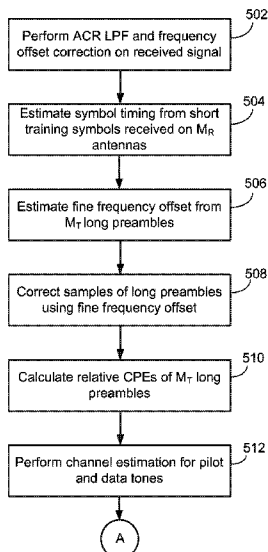 502
Perform ACR LPF and frequency
offset correction on received signal
504
Estimate symbol timing from short
training symbols received on MR
antennas
506
Estimate fine frequency offset from
MT long preambles
508
Correct samples of long preambles
using fine frequency offset
510
Calculate relative CPEs of MT long
preambles
512
Perform channel estimation for pilot
and data tones
A